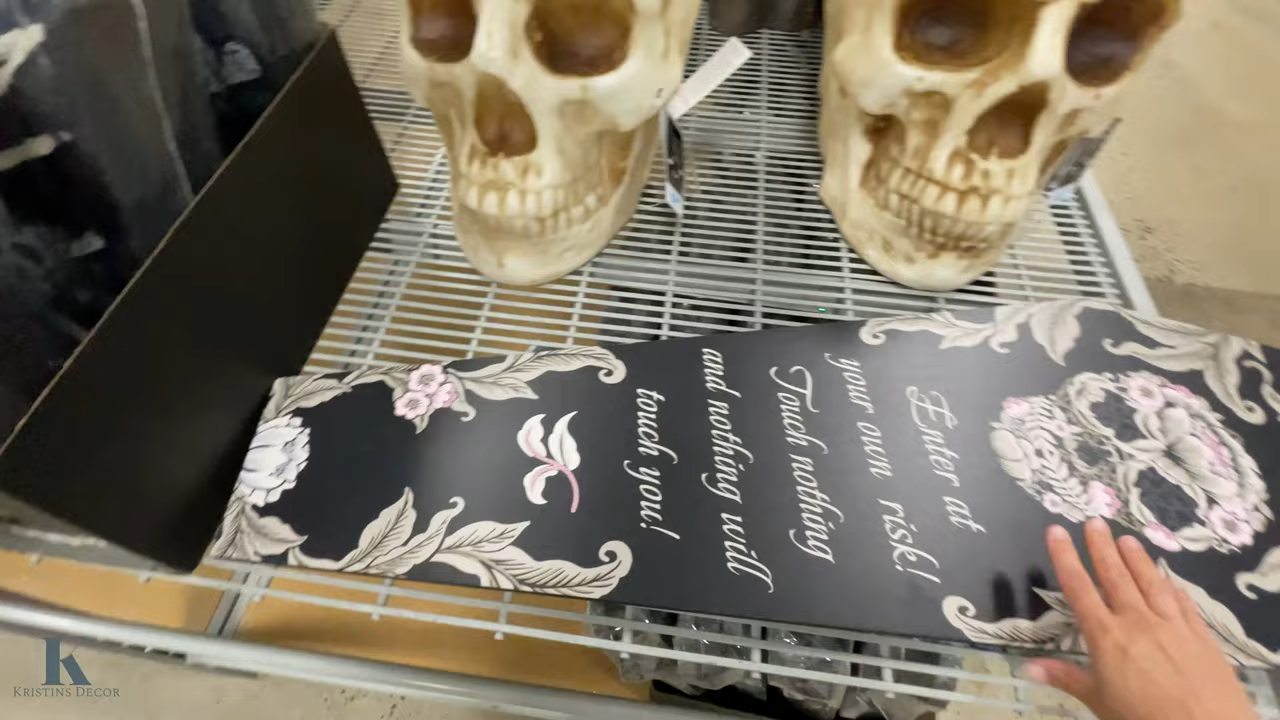 Enter at
your own risk!
Touch nothing
and nothing will
touch you!
k
KRISTINS DECOR